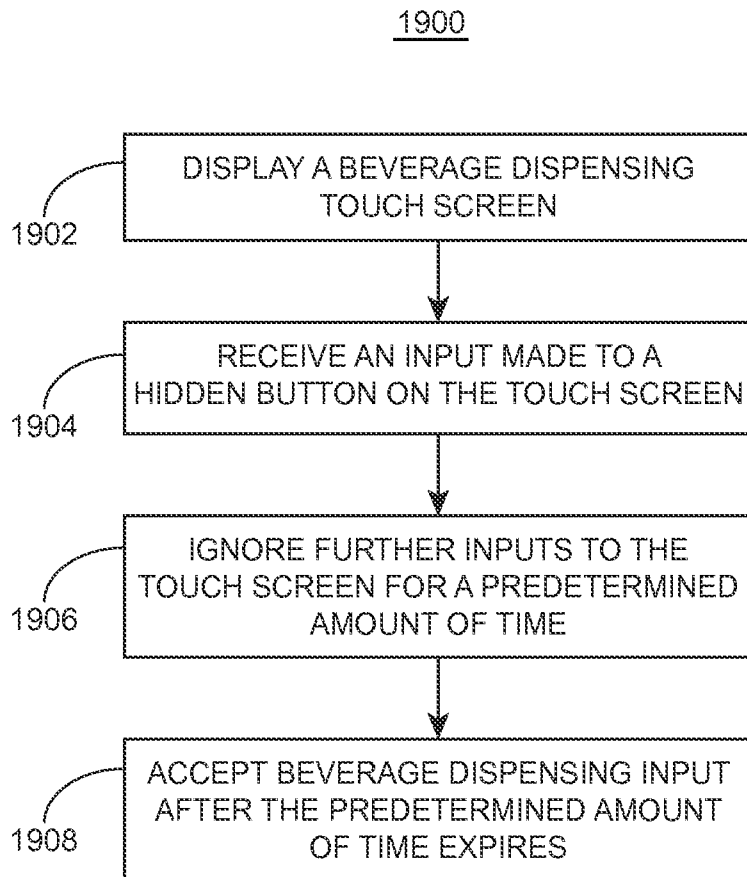 1900
DISPLAY A BEVERAGE DISPENSING
TOUCH SCREEN
1902
RECEIVE AN INPUT MADE TO A
HIDDEN BUTTON ON THE TOUCH SCREEN
1904
IGNORE FURTHER INPUTS TO THE
TOUCH SCREEN FOR A PREDETERMINED
AMOUNT OF TIME
1906
ACCEPT BEVERAGE DISPENSING INPUT
AFTER THE PREDETERMINED AMOUNT
OF TIME EXPIRES
1908